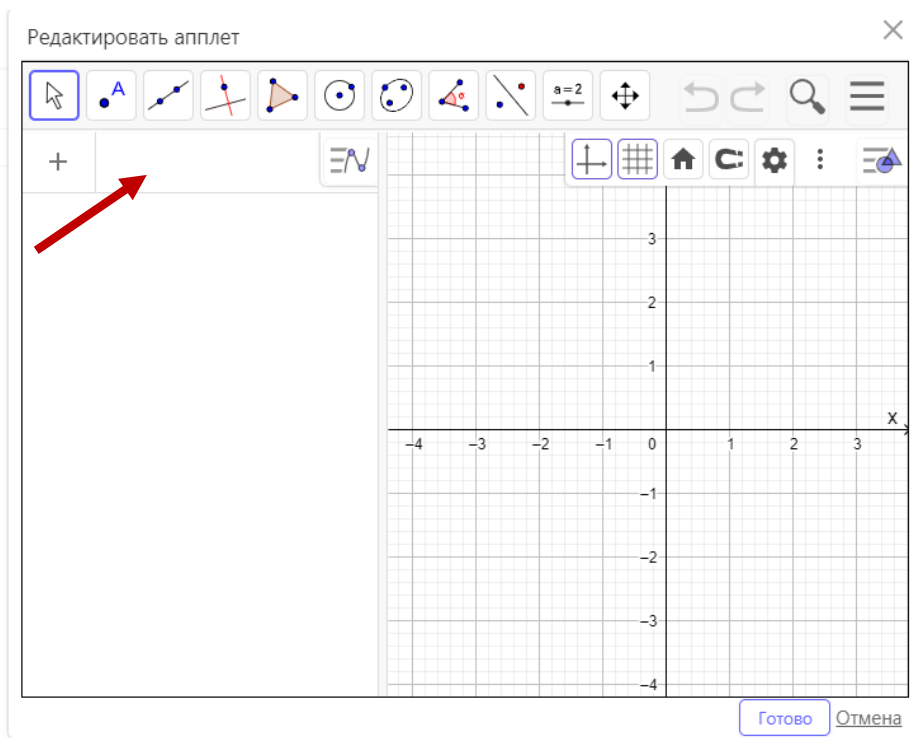 Редактировать апплет
A
a=2
+
3
2
1
X
–4 –3 –2 –1 0 1 2 3
–1
–2
–3
–4
Готово Отмена